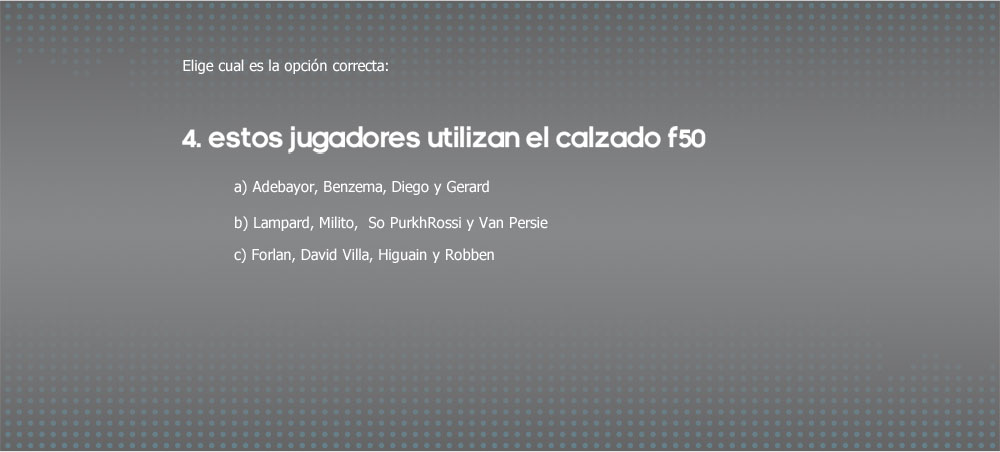 Elige cual es la opción correcta:
4. estos jugadores utilizan el calzado f50
a) Adebayor, Benzema, Diego y Gerard
b) Lampard, Milito,  So PurkhRossi y Van Persie
c) Forlan, David Villa, Higuain y Robben